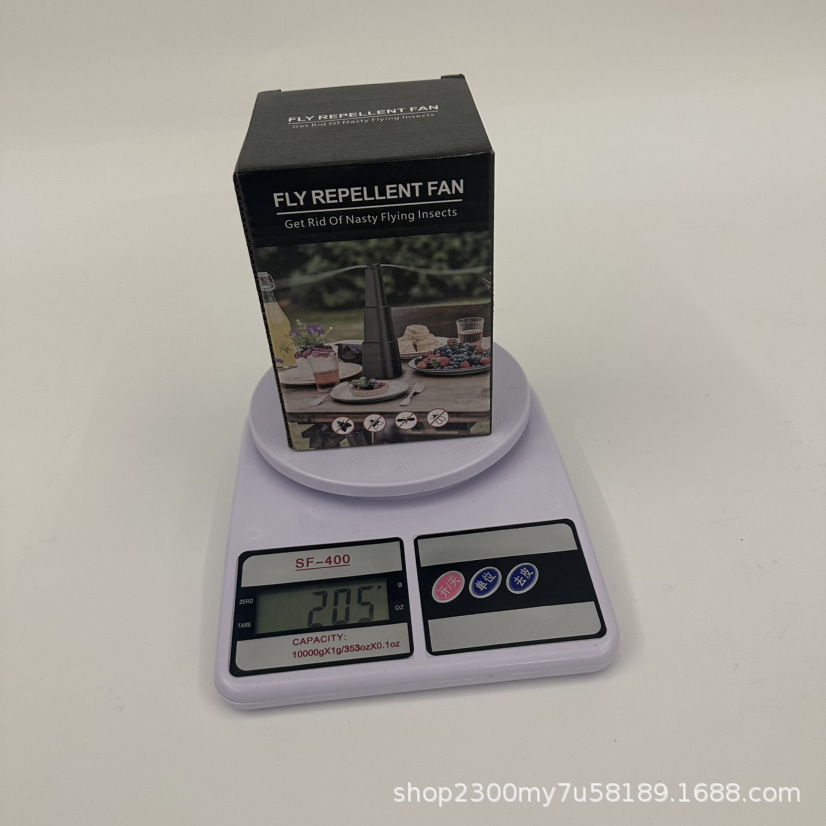 FLY REPELLENT FAN
Get Rid Of Nasty Flying Insects
FLY REPELLENT FAN
Get Rid Of Nasty Flying Insects
SF-400
ZERO
TARE
205
g
OZ
CAPACITY:
10000gX1g/353ozX0.1oz
开/关
单位
去皮
shop2300my7u58189.1688.com